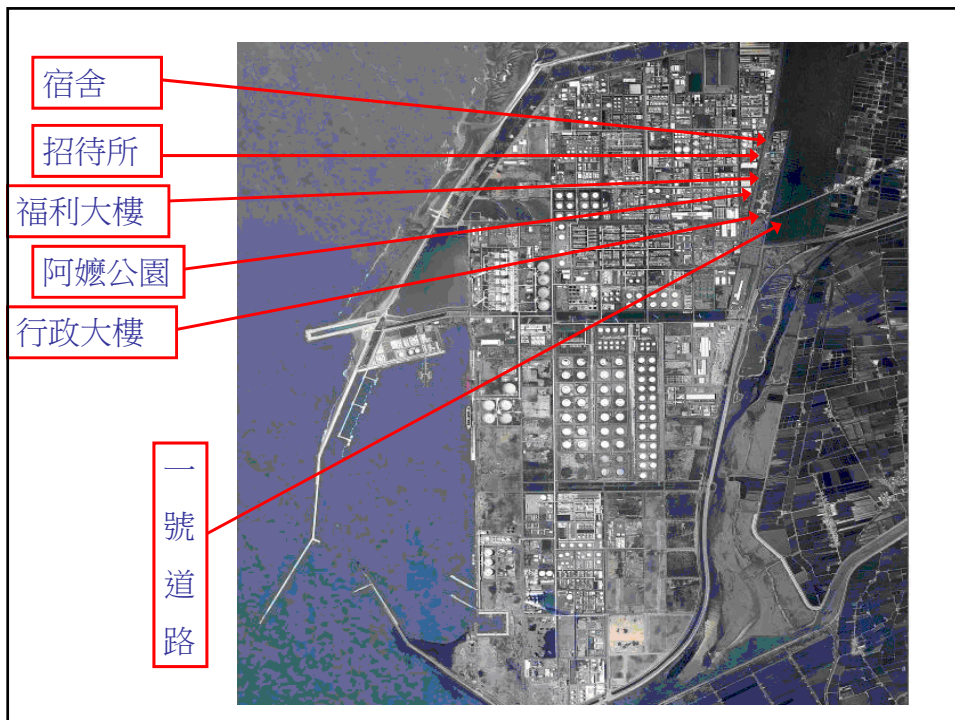 宿舍
招待所
福利大樓
阿嬤公園
行政大樓
一號道路